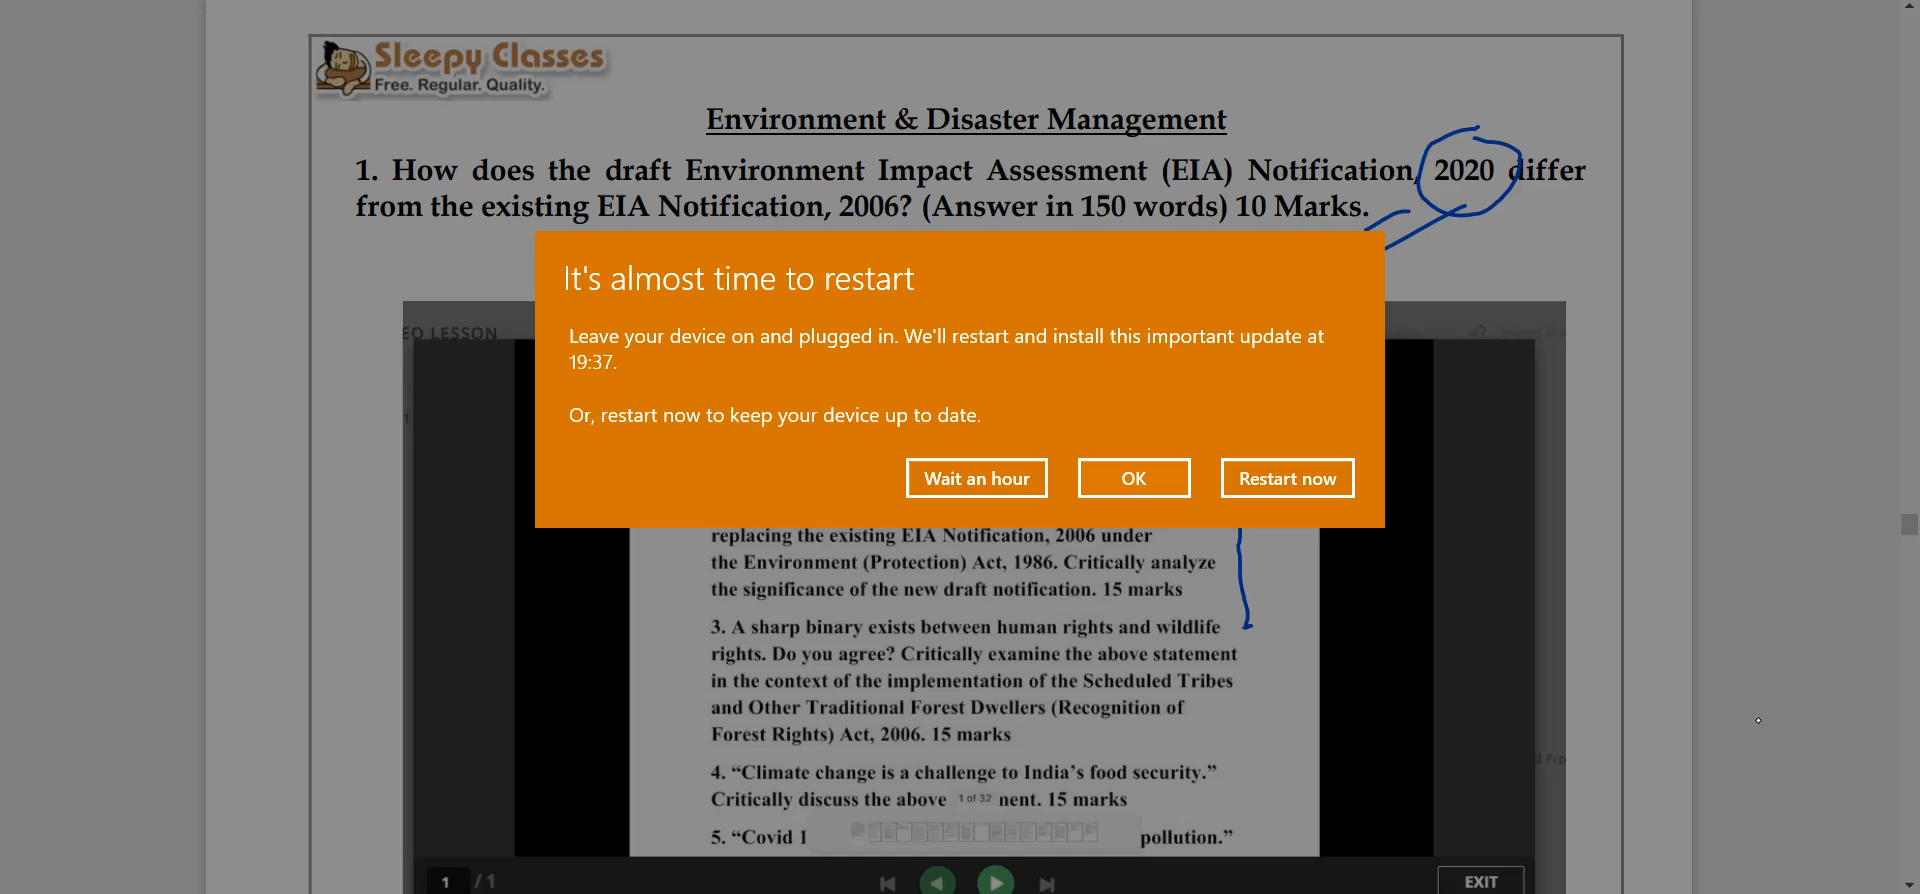 Sleepy Classes
Free. Regular. Quality.
Environment & Disaster Management
1. How does the draft Environment Impact Assessment (EIA) Notification, 2020 differ
from the existing EIA Notification, 2006? (Answer in 150 words) 10 Marks.
EO LESSON
It's almost time to restart
Leave your device on and plugged in. We'll restart and install this important update at
19:37.
Or, restart now to keep your device up to date.
Wait an hour
OK
Restart now
replacing the existing EIA Notification, 2006 under
the Environment (Protection) Act, 1986. Critically analyze
the significance of the new draft notification. 15 marks
3. A sharp binary exists between human rights and wildlife
rights. Do you agree? Critically examine the above statement
in the context of the implementation of the Scheduled Tribes
and Other Traditional Forest Dwellers (Recognition of
Forest Rights) Act, 2006. 15 marks
4. “Climate change is a challenge to India’s food security.”
Critically discuss the above 1 of 32 nent. 15 marks
5. “Covid 1 pollution.”
1 / 1
EXIT